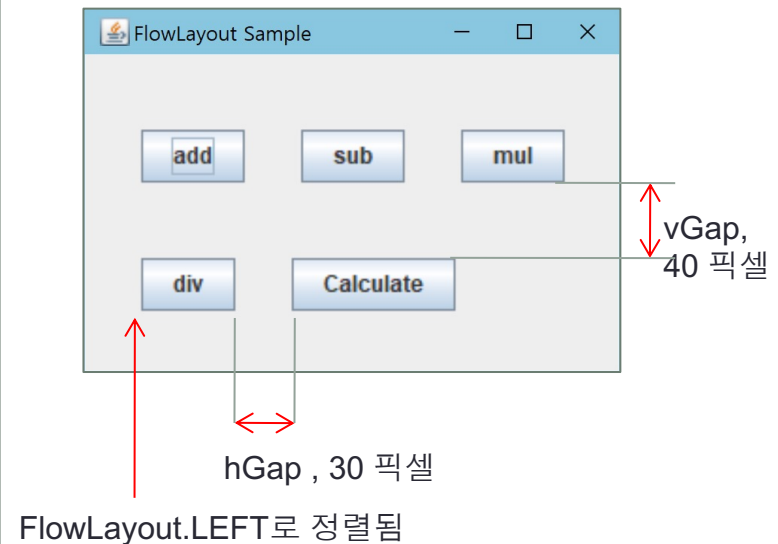 FlowLayout Sample
add
sub
mul
vGap,
40 픽셀
div
Calculate
hGap , 30 픽셀
FlowLayout.LEFT로 정렬됨